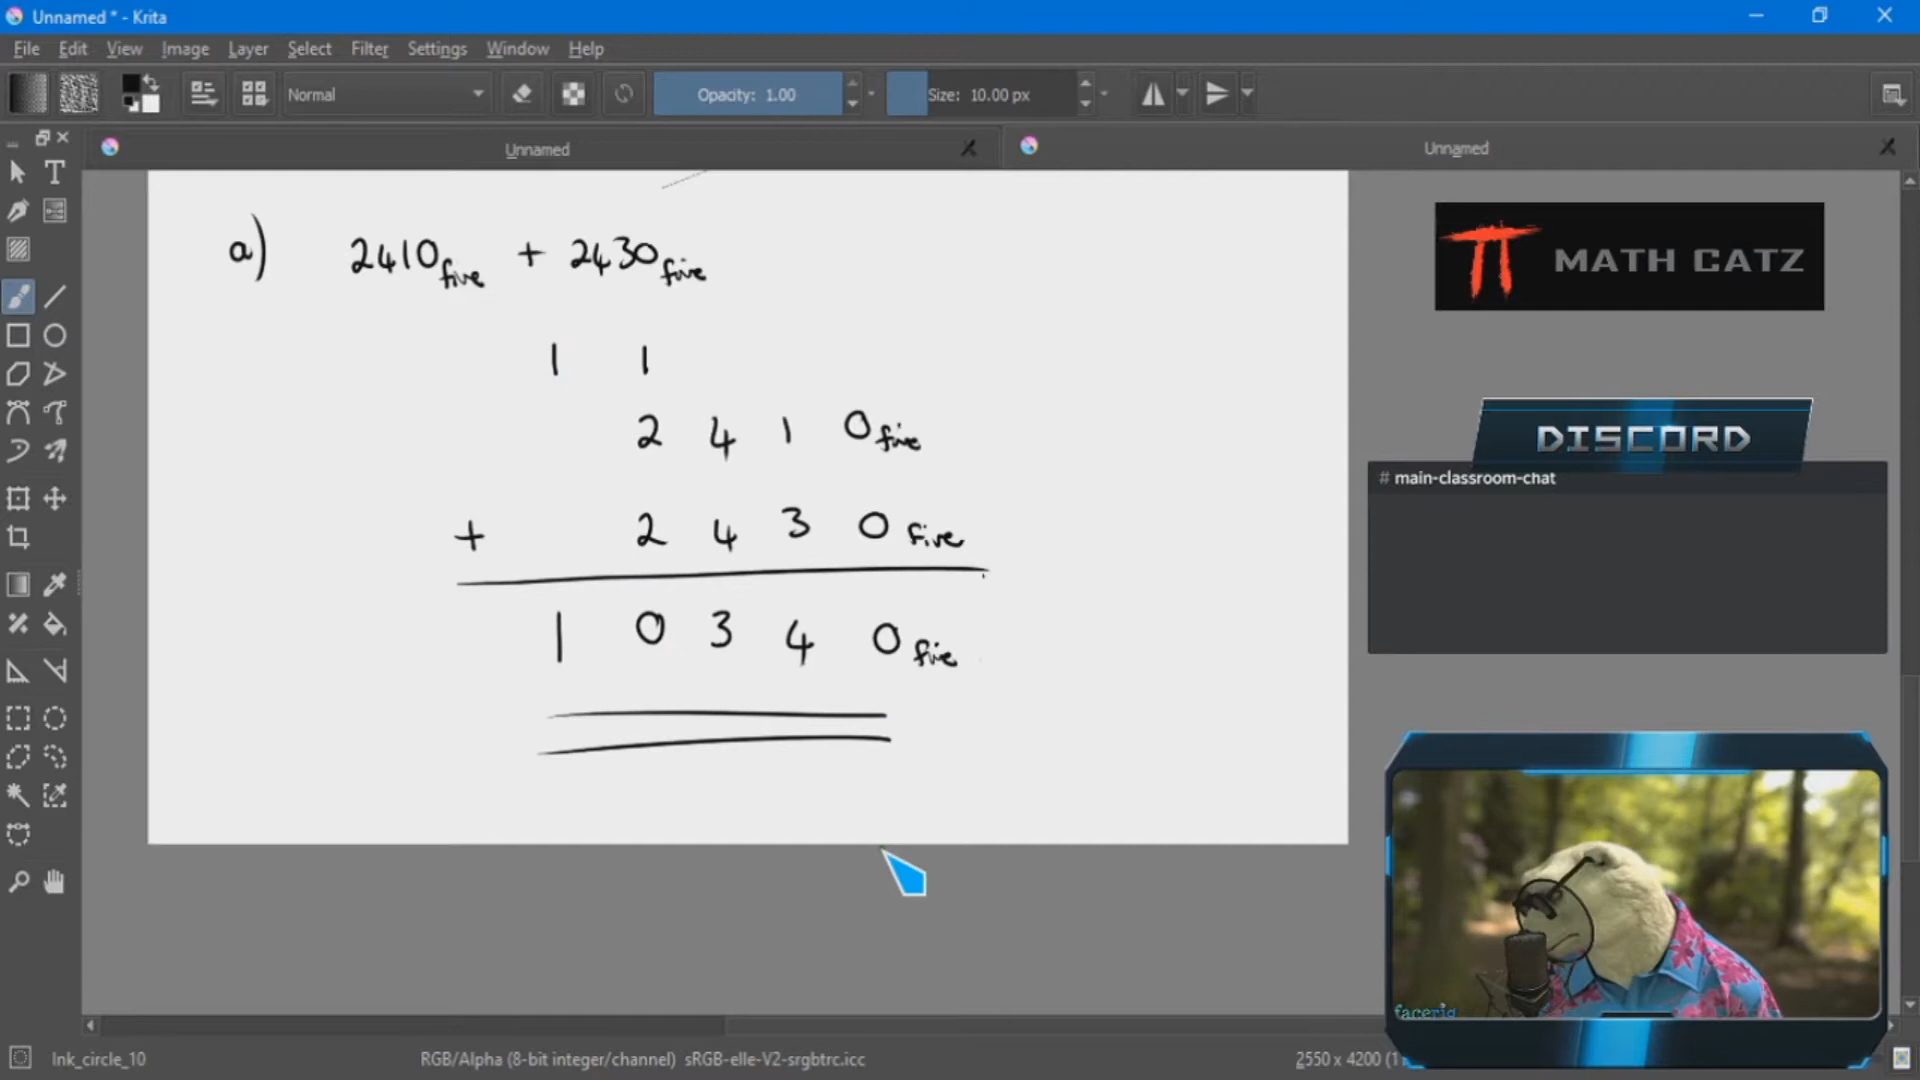 Unnamed * - Krita
File Edit View Image Layer Select Filter Settings Window Help
Normal
Opacity: 1.00
Size: 10.00 px
Unnamed
Unnamed
a) 2410five + 2430five
1 1
2 4 1 0five
+ 2 4 3 0five
1 0 3 4 0five
MATH CATZ
DISCORD
# main-classroom-chat
facerig
Ink_circle_10
RGB/Alpha (8-bit integer/channel) sRGB-elle-V2-srgbtrc.icc
2550 x 4200 (1